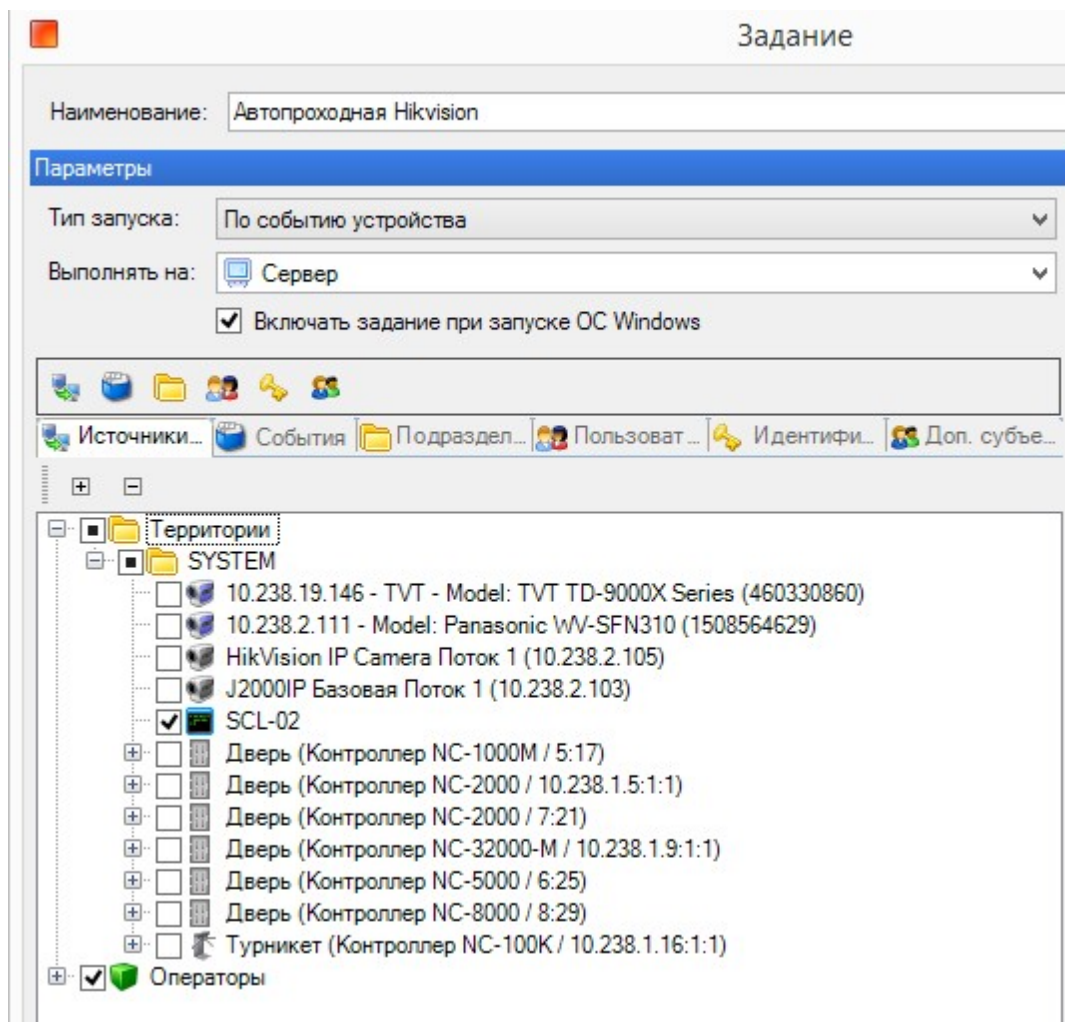 Задание
Наименование: Автопроходная Hikvision
Параметры
Тип запуска: По событию устройства
Выполнять на: Сервер
Включать задание при запуске ОС Windows
Источники... События Подраздел... Пользоват... Идентифи... Доп. субъе...
Территории
SYSTEM
10.238.19.146 - TVT - Model: TVT TD-9000X Series (460330860)
10.238.2.111 - Model: Panasonic WV-SFN310 (1508564629)
HikVision IP Camera Поток 1 (10.238.2.105)
J2000IP Базовая Поток 1 (10.238.2.103)
SCL-02
Дверь (Контроллер NC-1000M / 5:17)
Дверь (Контроллер NC-2000 / 10.238.1.5:1:1)
Дверь (Контроллер NC-2000 / 7:21)
Дверь (Контроллер NC-32000-M / 10.238.1.9:1:1)
Дверь (Контроллер NC-5000 / 6:25)
Дверь (Контроллер NC-8000 / 8:29)
Турникет (Контроллер NC-100K / 10.238.1.16:1:1)
Операторы